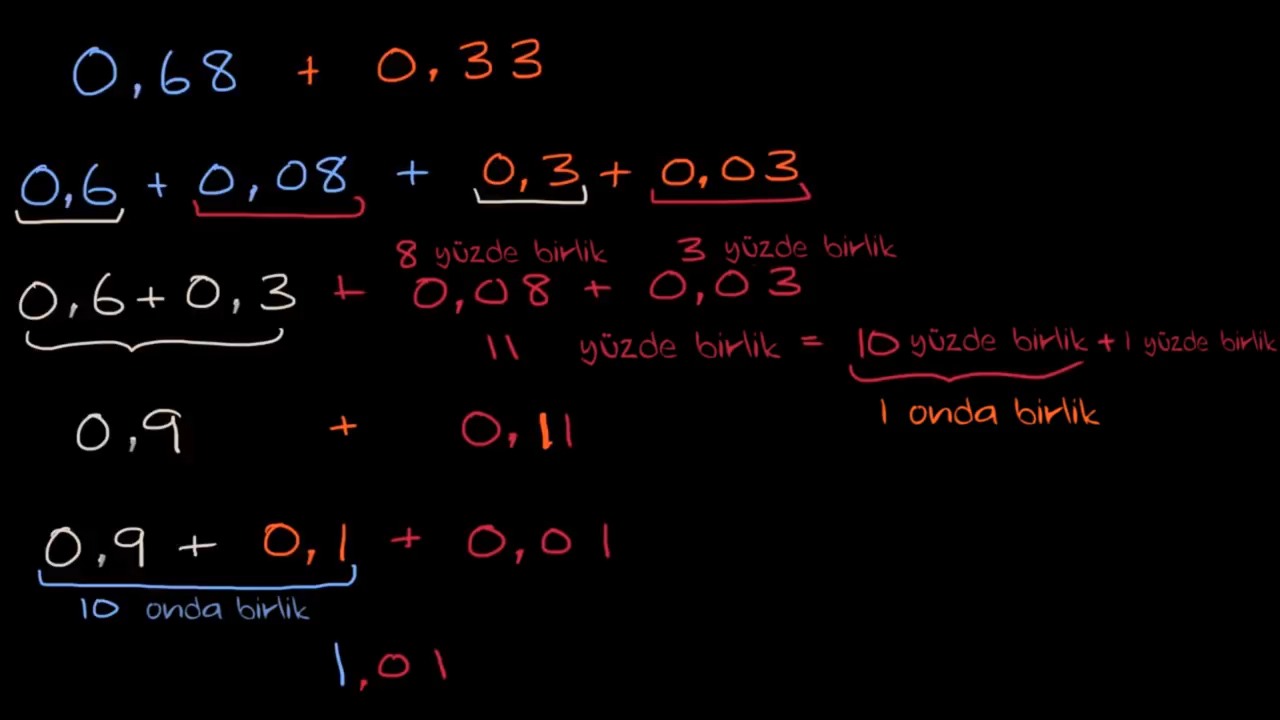 0,68 + 0,33
0,6 + 0,08 + 0,3 + 0,03
8 yüzde birlik 3 yüzde birlik
0,6 + 0,3 + 0,08 + 0,03
11 yüzde birlik = 10 yüzde birlik + 1 yüzde birlik
1 onda birlik
0,9 + 0,11
0,9 + 0,1 + 0,01
10 onda birlik
1,01